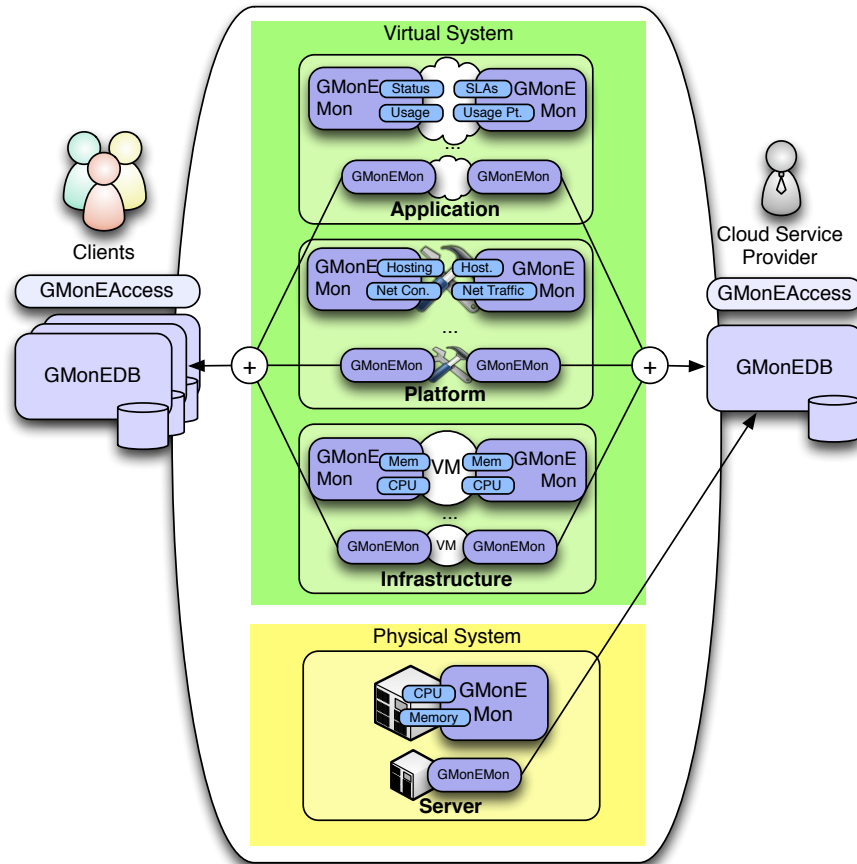 Virtual System
GMonE
Mon
Status
Usage
SLAs
Usage Pt.
GMonE
Mon
...
GMonEMon
GMonEMon
Application
GMonE
Mon
Hosting
Net Con.
Host.
Net Traffic
GMonE
Mon
...
GMonEMon
GMonEMon
Platform
GMonE
Mon
Mem
CPU
VM
Mem
CPU
GMonE
Mon
...
GMonEMon
VM
GMonEMon
Infrastructure
Clients
GMonEAccess
GMonEDB
+
+
Cloud Service
Provider
GMonEAccess
GMonEDB
Physical System
CPU
Memory
GMonE
Mon
GMonEMon
Server